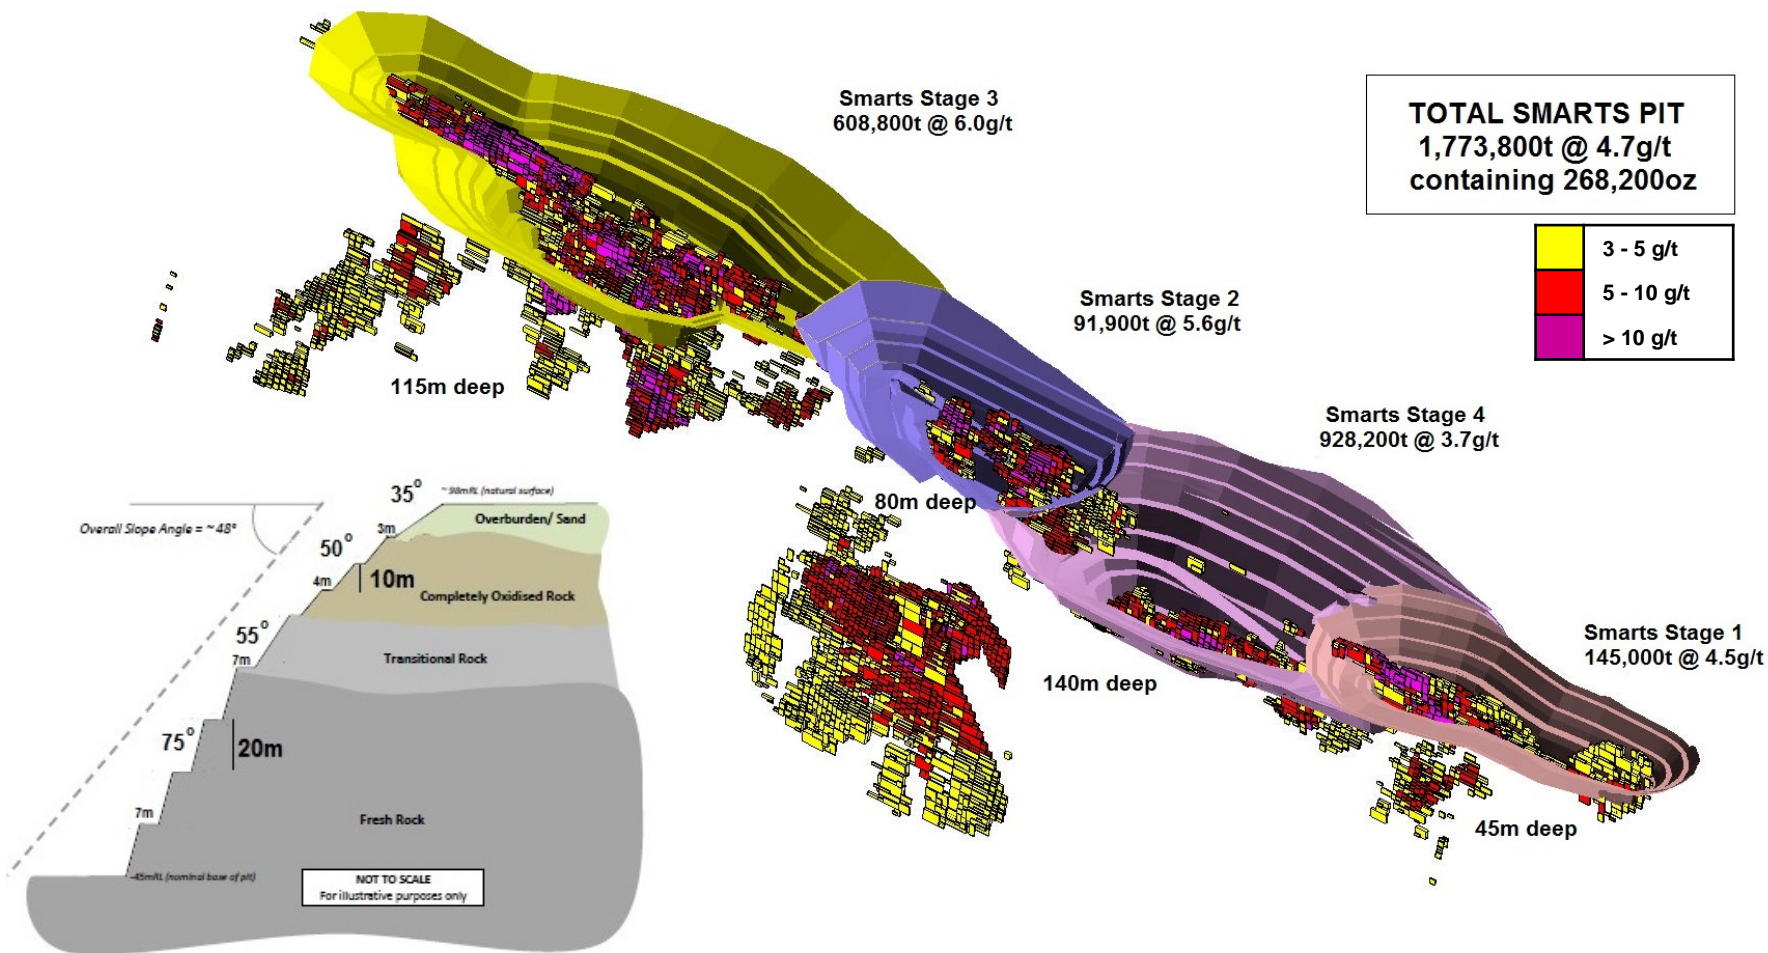 Smarts Stage 3
608,800t @ 6.0g/t
TOTAL SMARTS PIT
1,773,800t @ 4.7g/t
containing 268,200oz
3 - 5 g/t
5 - 10 g/t
> 10 g/t
Smarts Stage 2
91,900t @ 5.6g/t
115m deep
Smarts Stage 4
928,200t @ 3.7g/t
80m deep
Smarts Stage 1
145,000t @ 4.5g/t
140m deep
45m deep
35°
~98mRL (natural surface)
Overall Slope Angle = ~48°
3m
Overburden/ Sand
50°
4m
10m
Completely Oxidised Rock
55°
7m
Transitional Rock
75°
20m
7m
Fresh Rock
-45mRL (nominal base of pit)
NOT TO SCALE
For illustrative purposes only